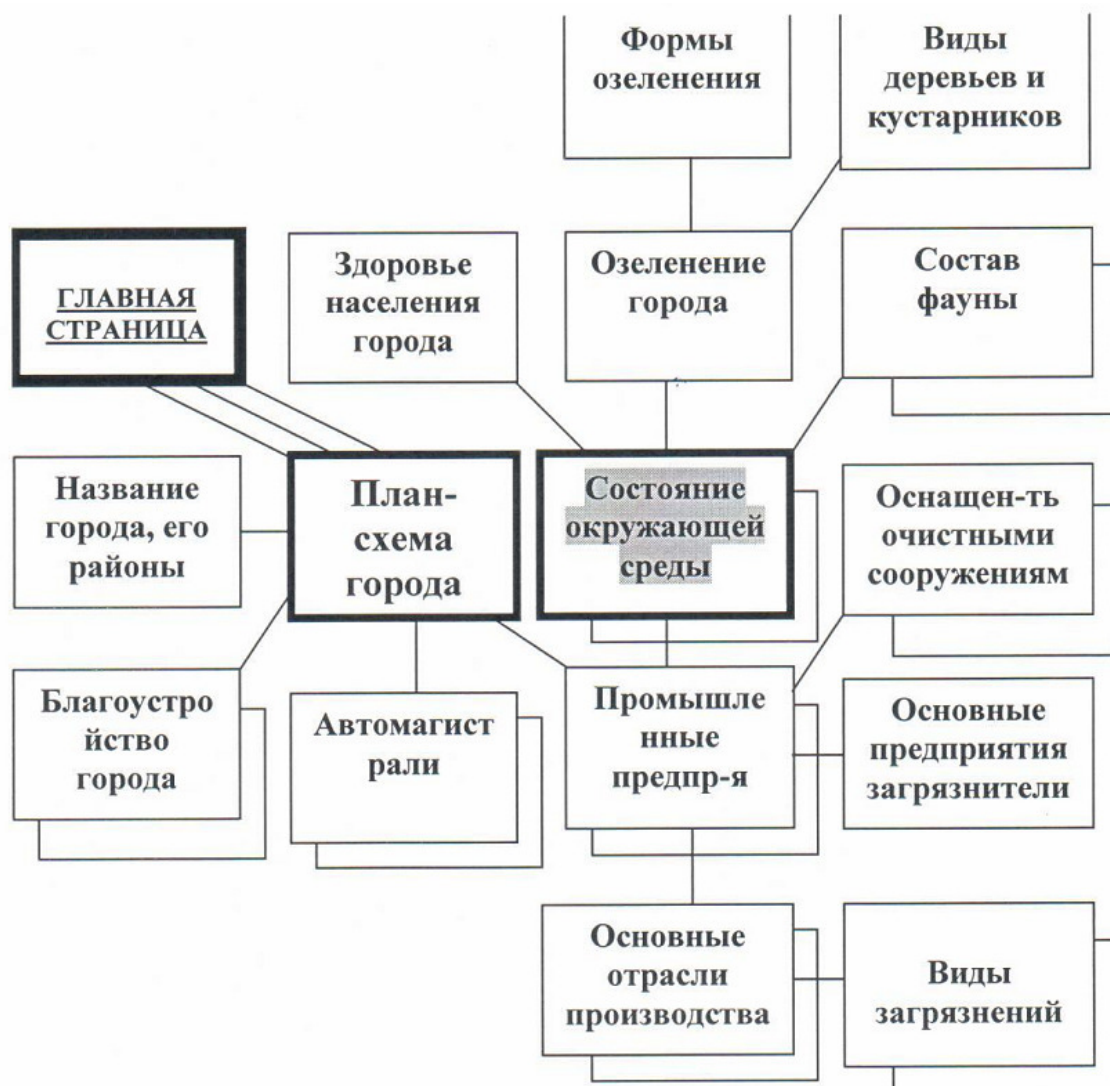 Формы
озеленения
Виды
деревьев и
кустарников
ГЛАВНАЯ
СТРАНИЦА
Здоровье
населения
города
Озеленение
города
Состав
фауны
Название
города, его
районы
План-
схема
города
Состояние
окружающей
среды
Оснащен-ть
очистными
сооружениям
Благоустро
йство
города
Автомагист
рали
Промышле
нные
предпр-я
Основные
предприятия
загрязнители
Основные
отрасли
производства
Виды
загрязнений